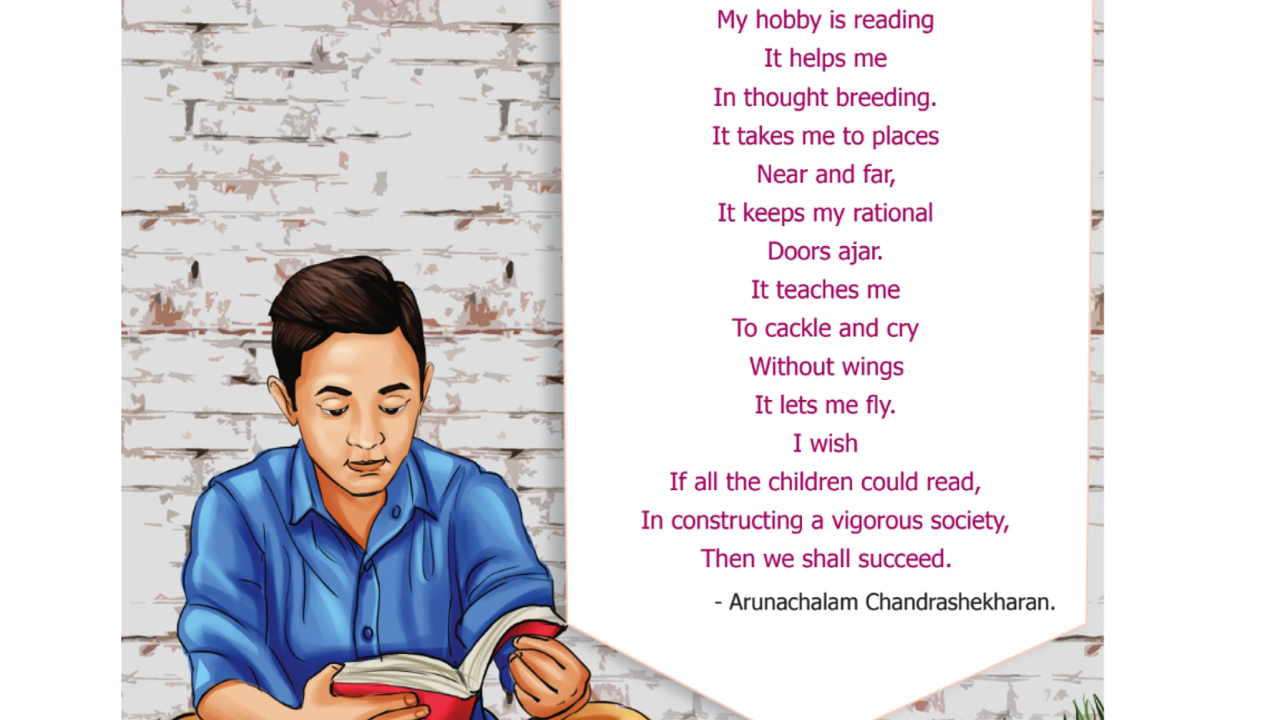 My hobby is reading
It helps me
In thought breeding.
It takes me to places
Near and far,
It keeps my rational
Doors ajar.
It teaches me
To cackle and cry
Without wings
It lets me fly.
I wish
If all the children could read,
In constructing a vigorous society,
Then we shall succeed.
- Arunachalam Chandrashekharan.